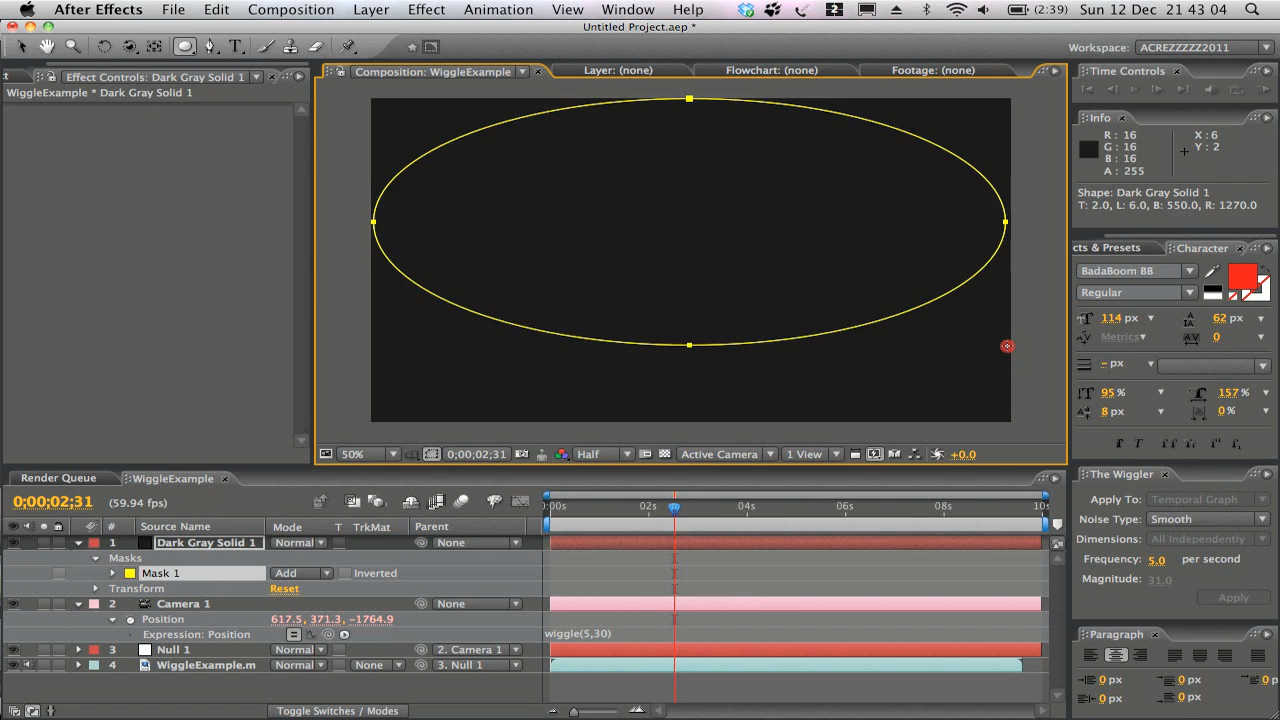 After Effects File Edit Composition Layer Effect Animation View Window Help (2:39) Sun 12 Dec 21 43 04
Untitled Project.aep *
Workspace: ACREZZZZZ2011
Effect Controls: Dark Gray Solid 1
WiggleExample * Dark Gray Solid 1
Composition: WiggleExample Layer: (none) Flowchart: (none) Footage: (none)
Time Controls
Info
R : 16
G : 16
B : 16
A : 255
X : 6
Y : 2
Shape: Dark Gray Solid 1
T: 2.0, L: 6.0, B: 550.0, R: 1270.0
cts & Presets Character
BadaBoom BB
Regular
114 px 62 px
Metrics 0
- px
95 % 157 %
8 px 0 %
T T TT Tr
50% 0;00;02;31 Half Active Camera 1 View +0.0
Render Queue WiggleExample
0;00;02;31 (59.94 fps)
:00s 02s 04s 06s 08s 10s
# Source Name Mode T TrkMat Parent
1 Dark Gray Solid 1 Normal None
Masks
Mask 1 Add Inverted
Transform Reset
2 Camera 1 None
Position 617.5, 371.3, -1764.9
Expression: Position wiggle(5,30)
3 Null 1 Normal 2. Camera 1
4 WiggleExample.m Normal None 3. Null 1
Toggle Switches / Modes
The Wiggler
Apply To: Temporal Graph
Noise Type: Smooth
Dimensions: All Independently
Frequency: 5.0 per second
Magnitude: 31.0
Apply
Paragraph
0 px 0 px 0 p
0 px 0 px